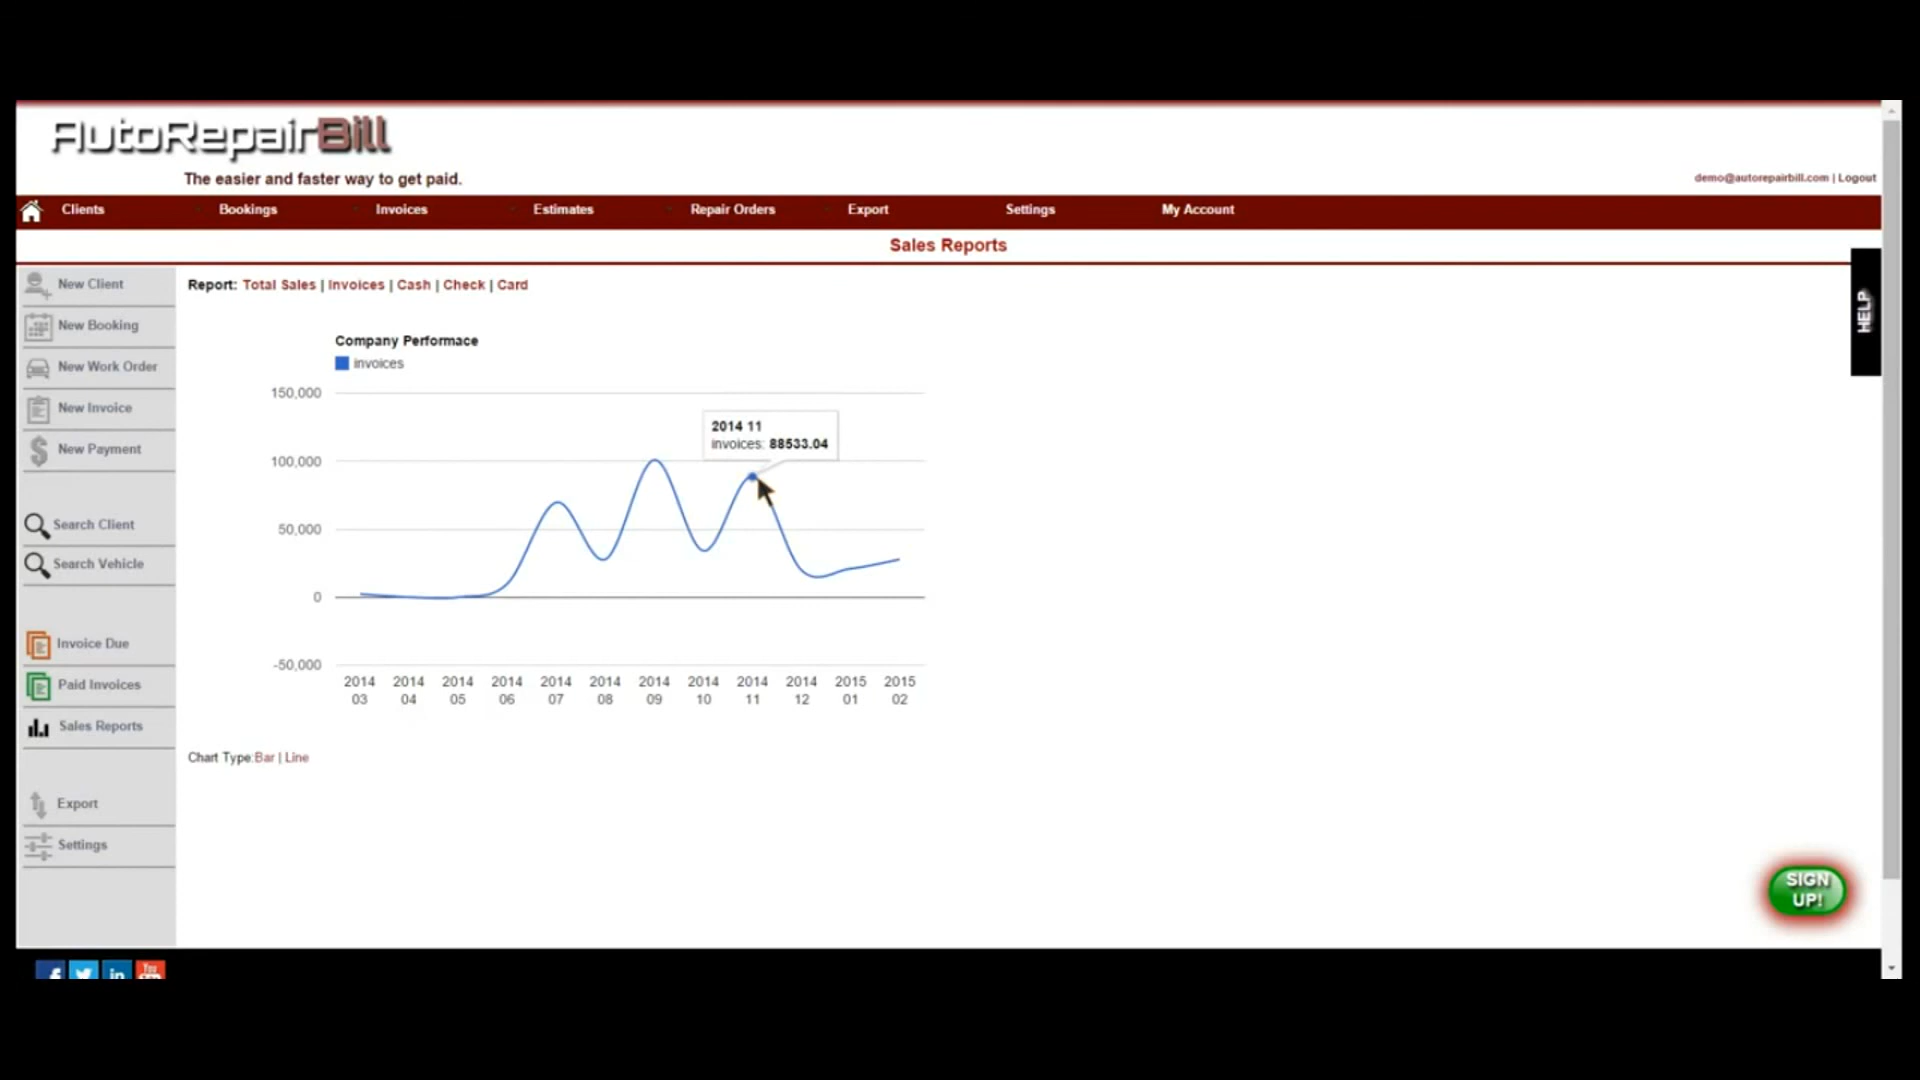 AutoRepairBill
The easier and faster way to get paid.
demo@autorepairbill.com | Logout
Clients Bookings Invoices Estimates Repair Orders Export Settings My Account
Sales Reports
HELP
New Client
New Booking
New Work Order
New Invoice
New Payment
Search Client
Search Vehicle
Invoice Due
Paid Invoices
Sales Reports
Export
Settings
Report: Total Sales | Invoices | Cash | Check | Card
Company Performace
invoices
150,000
100,000
50,000
0
-50,000
2014 11
invoices: 88533.04
2014 2014 2014 2014 2014 2014 2014 2014 2014 2014 2015 2015
03 04 05 06 07 08 09 10 11 12 01 02
Chart Type:Bar | Line
SIGN
UP!
f in You